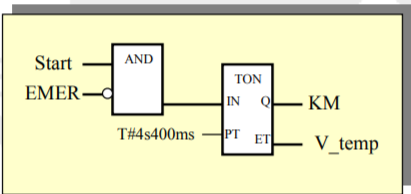 Start
AND
EMER
TON
IN Q
KM
T#4s400ms
PT ET
V_temp